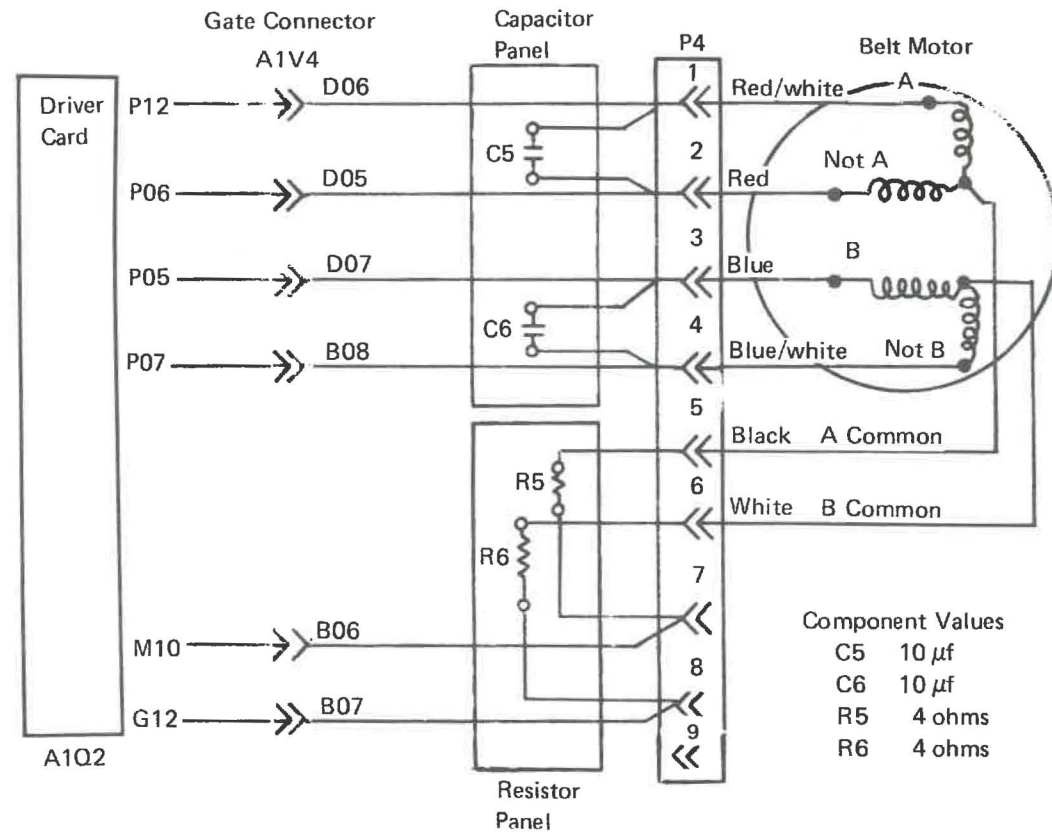 Gate Connector
A1V4
Capacitor
Panel
P4
Belt Motor
Driver
Card
P12
D06
1
Red/white
A
C5
2
Not A
P06
D05
Red
3
P05
D07
Blue
B
C6
4
P07
B08
Blue/white
Not B
5
Black
A Common
R5
6
White
B Common
R6
7
M10
B06
8
G12
B07
9
A1Q2
Resistor
Panel
Component Values
C5 10 µf
C6 10 µf
R5 4 ohms
R6 4 ohms